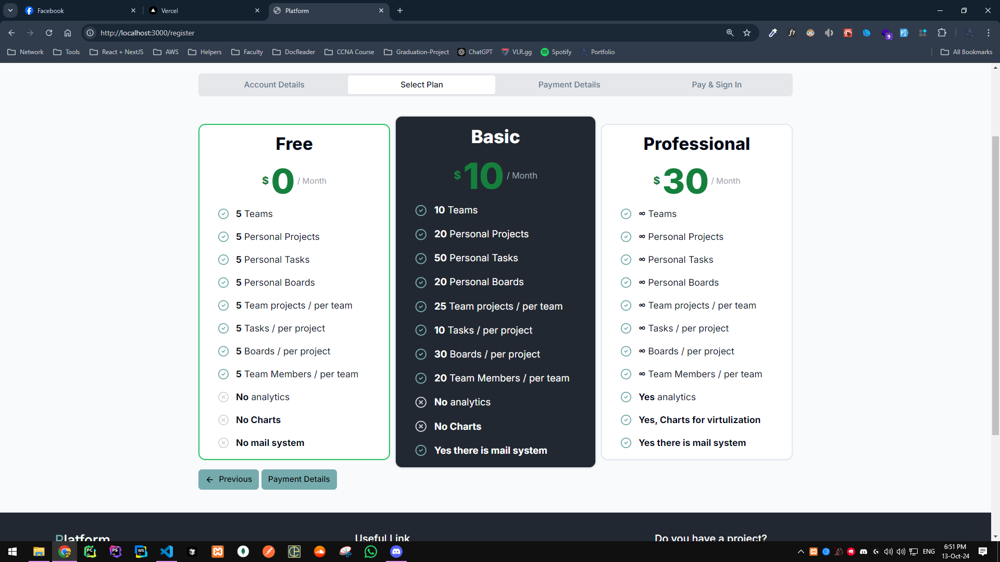 Facebook
Vercel
Platform
http://localhost:3000/register
9
Network
Tools
React + NextJS
AWS
Helpers
Faculty
DocReader
CCNA Course
Graduation-Project
ChatGPT
VLR.gg
Spotify
Portfolio
All Bookmarks
Account Details
Select Plan
Payment Details
Pay & Sign In
Free
$ 0 / Month
5 Teams
5 Personal Projects
5 Personal Tasks
5 Personal Boards
5 Team projects / per team
5 Tasks / per project
5 Boards / per project
5 Team Members / per team
No analytics
No Charts
No mail system
Basic
$ 10 / Month
10 Teams
20 Personal Projects
50 Personal Tasks
20 Personal Boards
25 Team projects / per team
10 Tasks / per project
30 Boards / per project
20 Team Members / per team
No analytics
No Charts
Yes there is mail system
Professional
$ 30 / Month
∞ Teams
∞ Personal Projects
∞ Personal Tasks
∞ Personal Boards
∞ Team projects / per team
∞ Tasks / per project
∞ Boards / per project
∞ Team Members / per team
Yes analytics
Yes, Charts for virtulization
Yes there is mail system
Previous
Payment Details
Platform
Useful Link
Do you have a project?
PC
PS
WS
ENG
6:51 PM
13-Oct-24